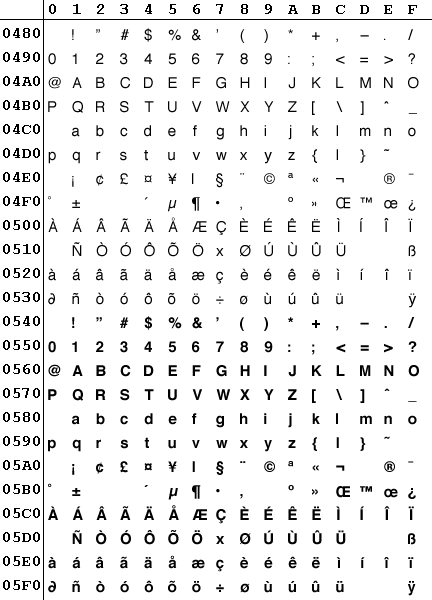 0 1 2 3 4 5 6 7 8 9 A B C D E F
0480 ! ” # $ % & ’ ( ) * + , – . /
0490 0 1 2 3 4 5 6 7 8 9 : ; < = > ?
04A0 @ A B C D E F G H I J K L M N O
04B0 P Q R S T U V W X Y Z [ \ ] ˆ _
04C0 a b c d e f g h i j k l m n o
04D0 p q r s t u v w x y z { | } ˜
04E0 ¡ ¢ £ ¤ ¥ | § ¨ © ª « ¬ ® ¯
04F0 ° ± ´ µ ¶ • , º » Œ ™ œ ¿
0500 À Á Â Ã Ä Å Æ Ç È É Ê Ë Ì Í Î Ï
0510 Ñ Ò Ó Ô Õ Ö x Ø Ú Ù Û Ü ß
0520 à á â ã ä å æ ç è é ê ë ì í î ï
0530 ∂ ñ ò ó ô õ ö ÷ ø ù ú û ü ÿ
0540 ! ” # $ % & ’ ( ) * + , – . /
0550 0 1 2 3 4 5 6 7 8 9 : ; < = > ?
0560 @ A B C D E F G H I J K L M N O
0570 P Q R S T U V W X Y Z [ \ ] ˆ _
0580 a b c d e f g h i j k l m n o
0590 p q r s t u v w x y z { | } ˜
05A0 ¡ ¢ £ ¤ ¥ | § ¨ © ª « ¬ ® ¯
05B0 ° ± ´ µ ¶ • , º » Œ ™ œ ¿
05C0 À Á Â Ã Ä Å Æ Ç È É Ê Ë Ì Í Î Ï
05D0 Ñ Ò Ó Ô Õ Ö x Ø Ú Ù Û Ü ß
05E0 à á â ã ä å æ ç è é ê ë ì í î ï
05F0 ∂ ñ ò ó ô õ ö ÷ ø ù ú û ü ÿ